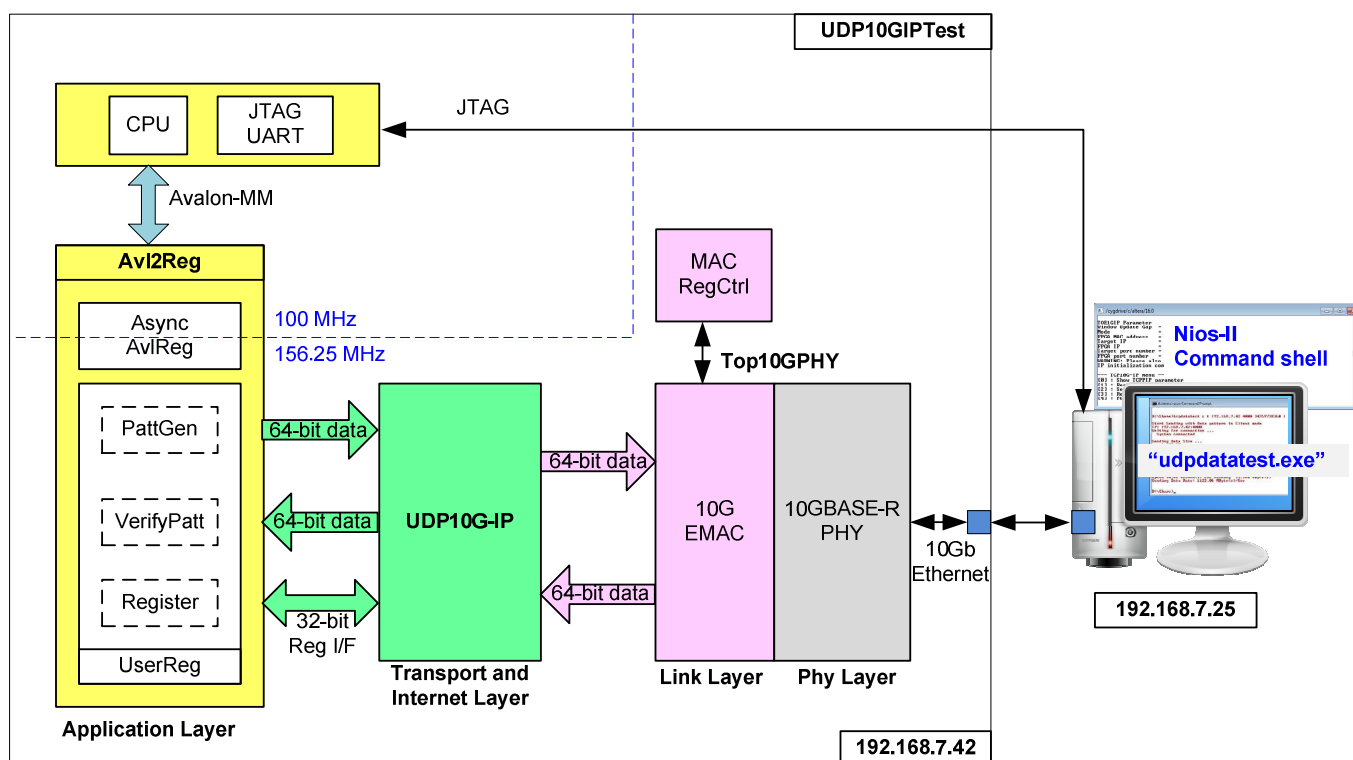 UDP10GIPTest
CPU
JTAG
UART
JTAG
Avalon-MM
Avl2Reg
Async
AvlReg
100 MHz
156.25 MHz
MAC
RegCtrl
Top10GPHY
PattGen
64-bit data
64-bit data
VerifyPatt
64-bit data
UDP10G-IP
10G
EMAC
10GBASE-R
PHY
Register
32-bit
Reg I/F
64-bit data
UserReg
10Gb
Ethernet
Transport and
Internet Layer
Link Layer
Phy Layer
Application Layer
192.168.7.42
Nios-II
Command shell
“udpdatatest.exe”
192.168.7.25